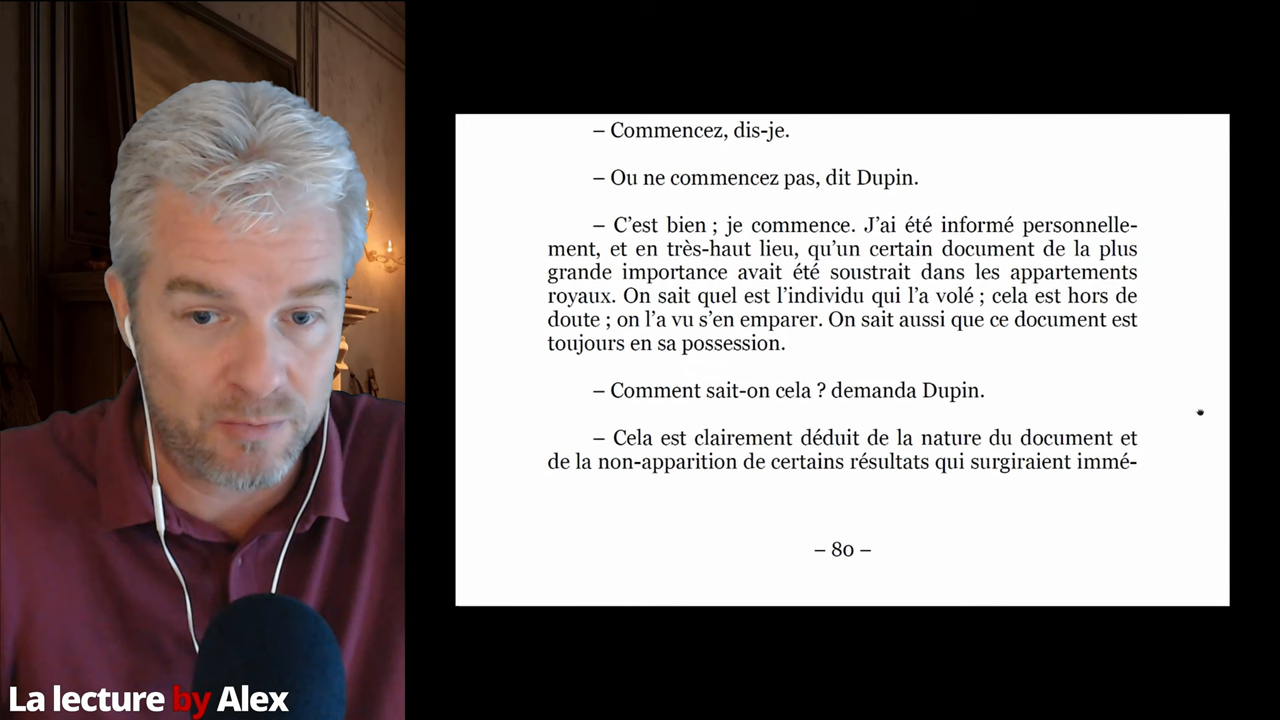 – Commencez, dis-je.
– Ou ne commencez pas, dit Dupin.
– C’est bien ; je commence. J’ai été informé personnelle-
ment, et en très-haut lieu, qu’un certain document de la plus
grande importance avait été soustrait dans les appartements
royaux. On sait quel est l’individu qui l’a volé ; cela est hors de
doute ; on l’a vu s’en emparer. On sait aussi que ce document est
toujours en sa possession.
– Comment sait-on cela ? demanda Dupin.
– Cela est clairement déduit de la nature du document et
de la non-apparition de certains résultats qui surgiraient immé-
– 80 –
La lecture by Alex